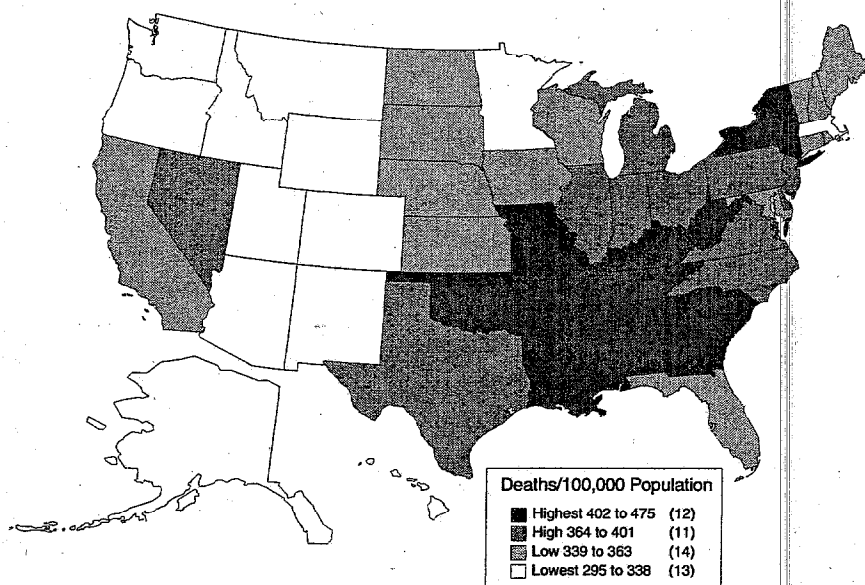 Deaths/100,000 Population
Highest 402 to 475 (12)
High 364 to 401 (11)
Low 339 to 363 (14)
Lowest 295 to 338 (13)